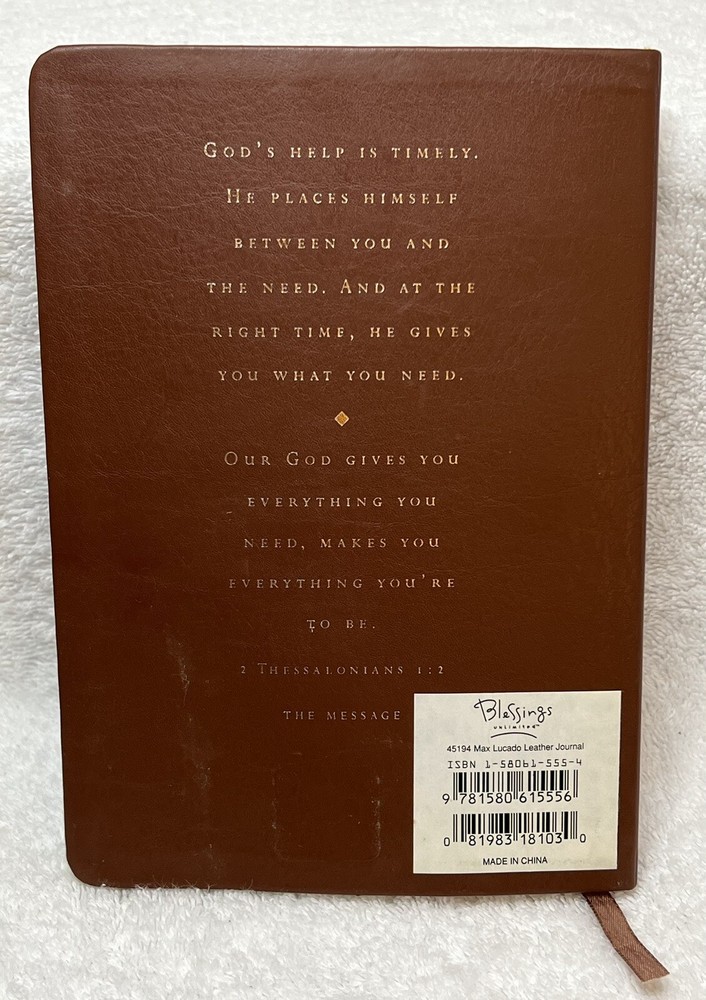 God's help is timely.
He places himself
between you and
the need. And at the
right time, he gives
you what you need.
Our God gives you
everything you
need, makes you
everything you're
to be.
2 Thessalonians 1:2
The Message
Blessings
unlimited™
45194 Max Lucado Leather Journal
ISBN 1-58061-555-4
9 781580 615556
0 81983 18103 0
MADE IN CHINA